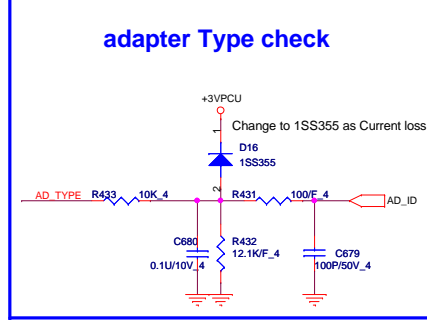 adapter Type check
+3VPCU
1
Change to 1SS355 as Current loss
D16
1SS355
2
AD_TYPE
R433
10K_4
R431
100/F_4
AD_ID
C680
0.1U/10V_4
R432
12.1K/F_4
C679
100P/50V_4